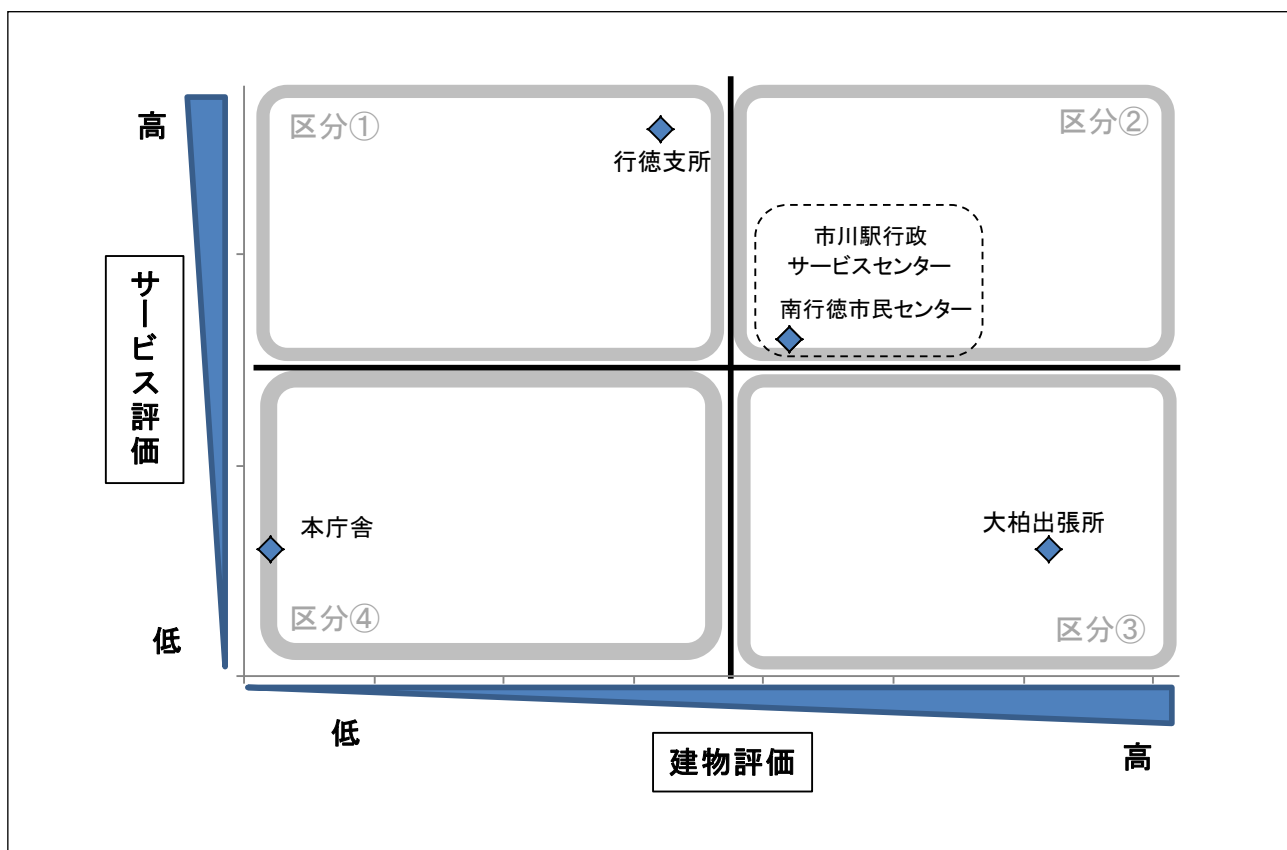 高
区分①
行徳支所
区分②
市川駅行政
サービスセンター
南行徳市民センター
サービス評価
本庁舎
区分④
大柏出張所
区分③
低
低
建物評価
高